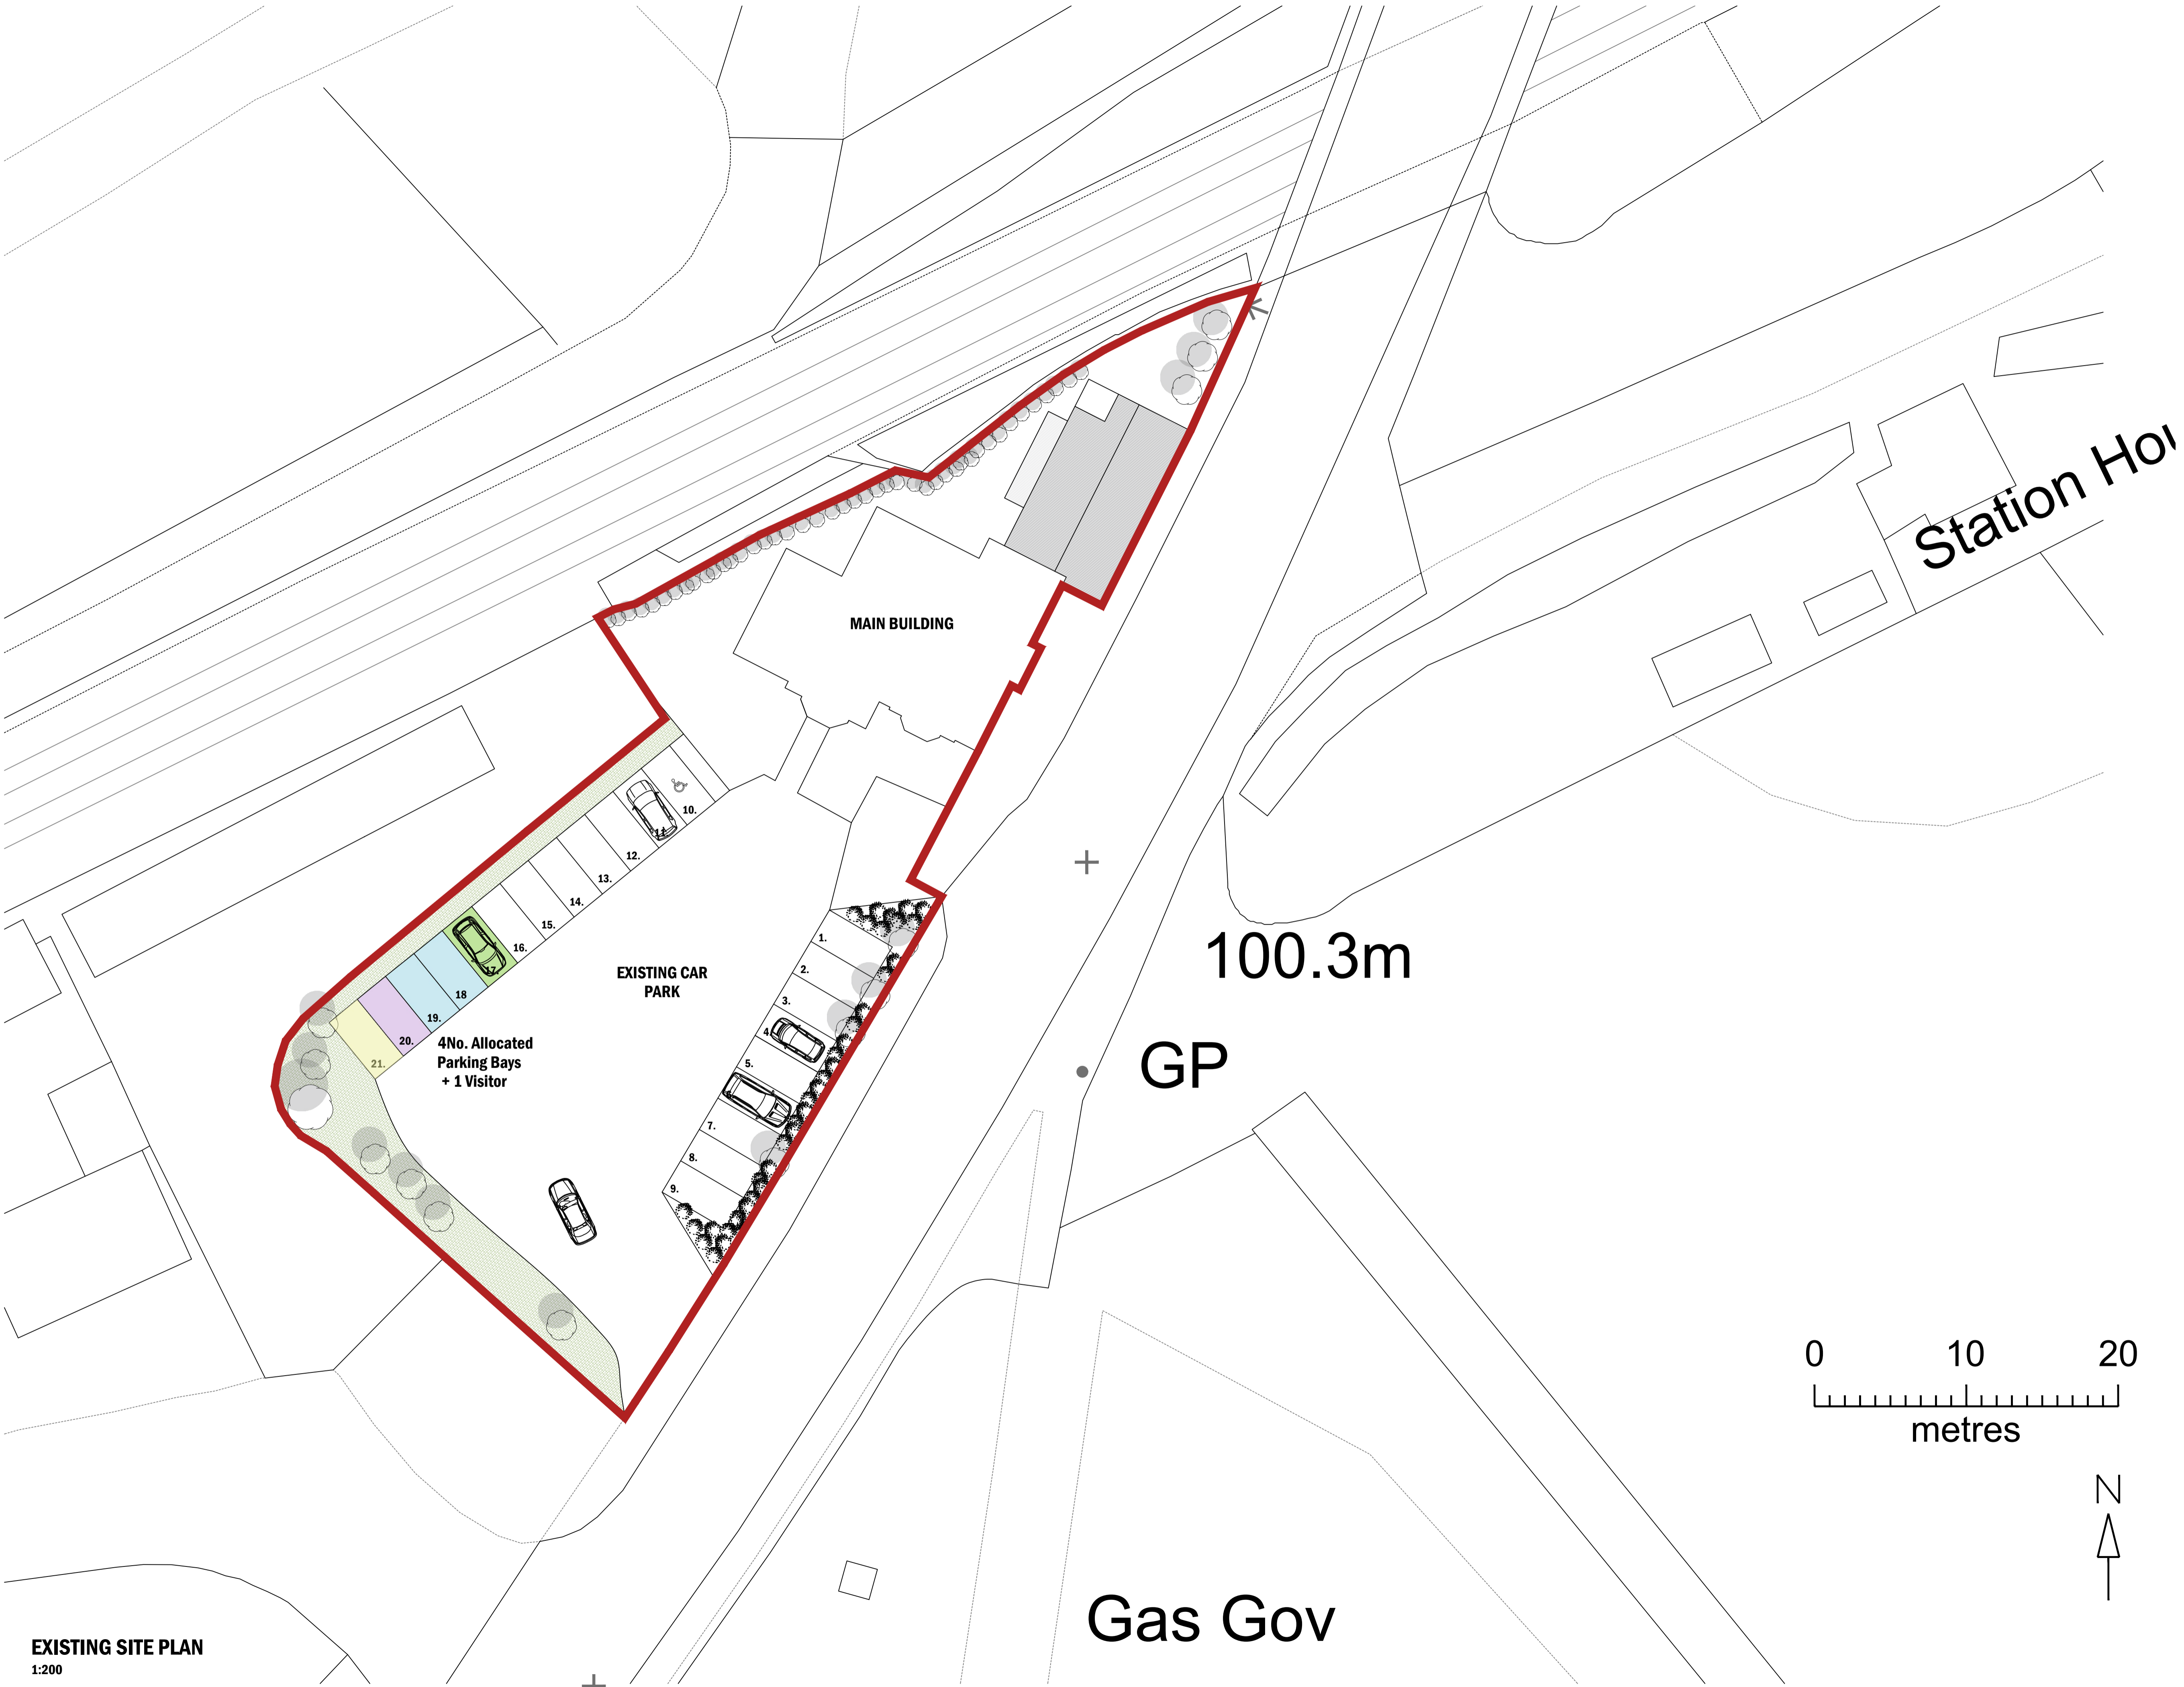 Station Hou
MAIN BUILDING
10.
11.
12.
13.
14.
15.
16.
17.
18
19.
20.
21.
EXISTING CAR
PARK
4No. Allocated
Parking Bays
+ 1 Visitor
1.
2.
3.
4.
5.
7.
8.
9.
100.3m
GP
0 10 20
metres
N
Gas Gov
EXISTING SITE PLAN
1:200